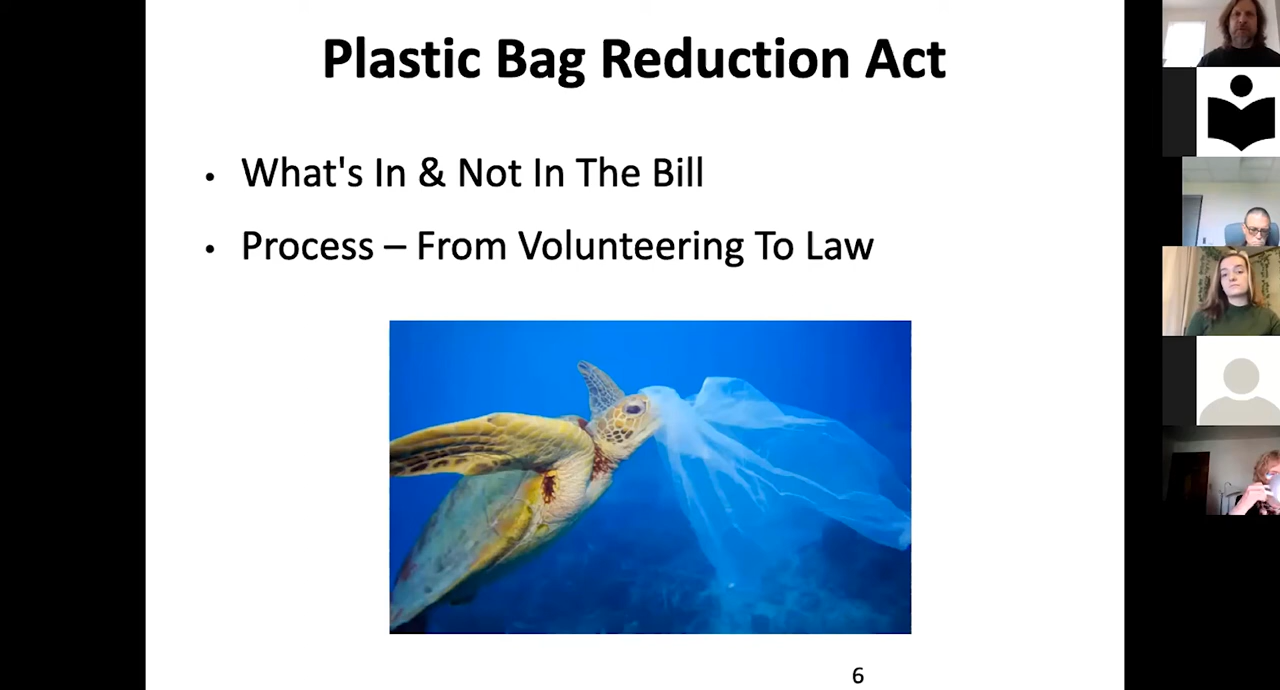 Plastic Bag Reduction Act
• What's In & Not In The Bill
• Process – From Volunteering To Law
6